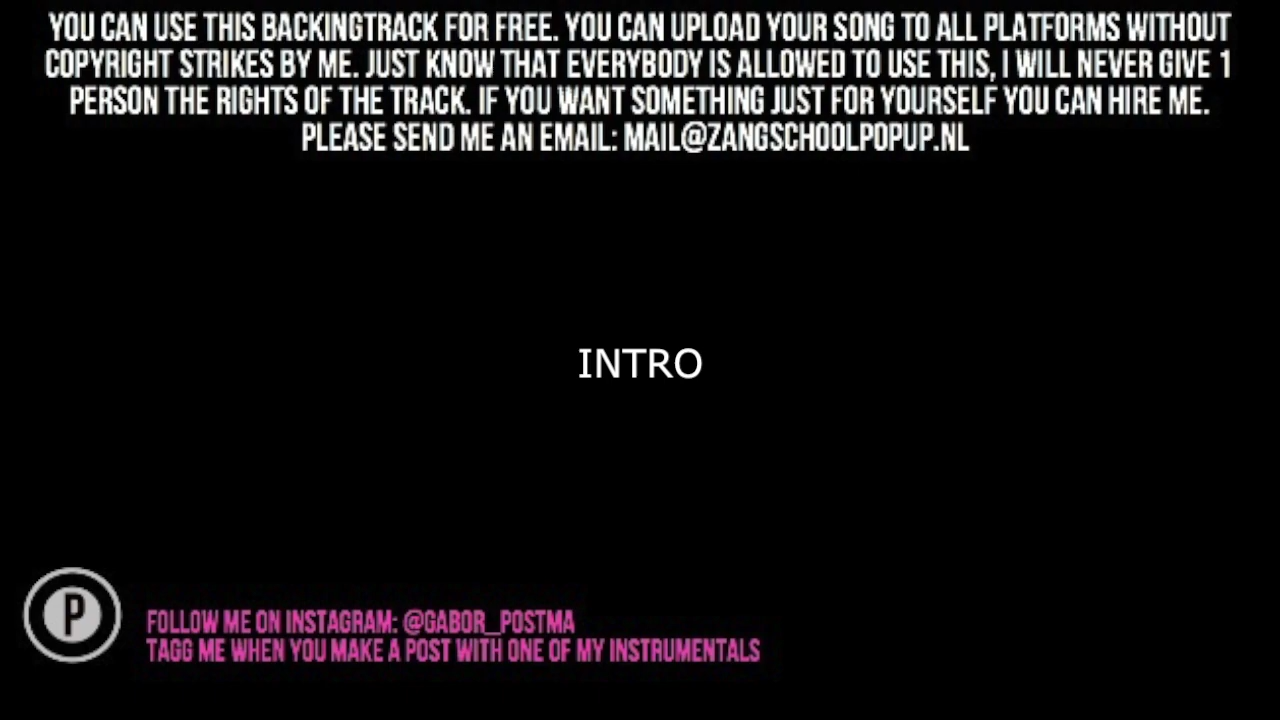 YOU CAN USE THIS BACKINGTRACK FOR FREE. YOU CAN UPLOAD YOUR SONG TO ALL PLATFORMS WITHOUT
COPYRIGHT STRIKES BY ME. JUST KNOW THAT EVERYBODY IS ALLOWED TO USE THIS, I WILL NEVER GIVE 1
PERSON THE RIGHTS OF THE TRACK. IF YOU WANT SOMETHING JUST FOR YOURSELF YOU CAN HIRE ME.
PLEASE SEND ME AN EMAIL: MAIL@ZANGSCHOOLPOPUP.NL
INTRO
P
FOLLOW ME ON INSTAGRAM: @GABOR_POSTMA
TAGG ME WHEN YOU MAKE A POST WITH ONE OF MY INSTRUMENTALS